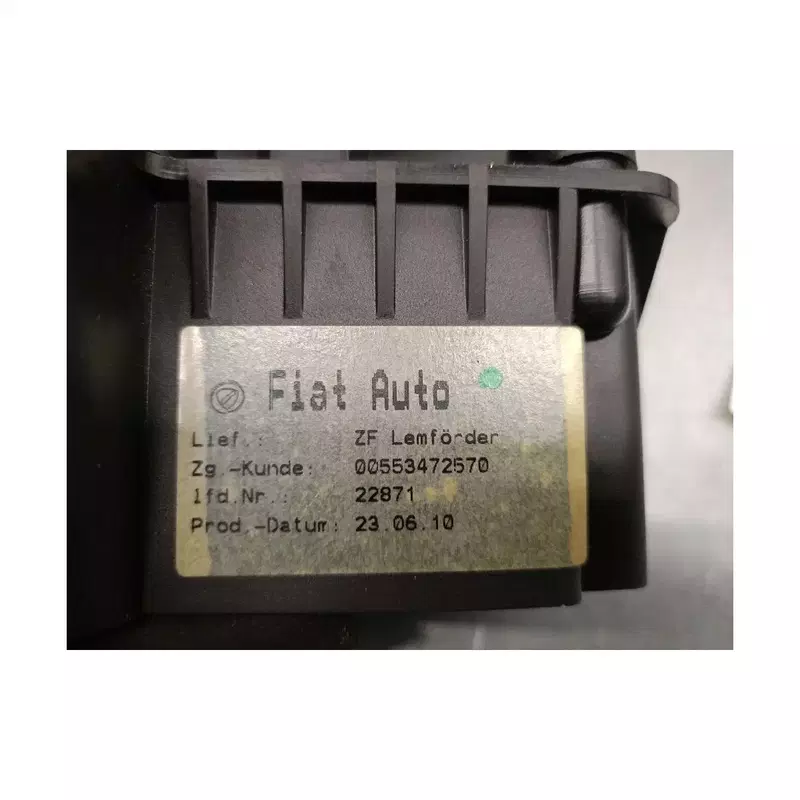 Fiat Auto
Lief.: ZF Lemförder
Zg.-Kunde: 00553472570
lfd.Nr.: 22871
Prod.-Datum: 23.06.10